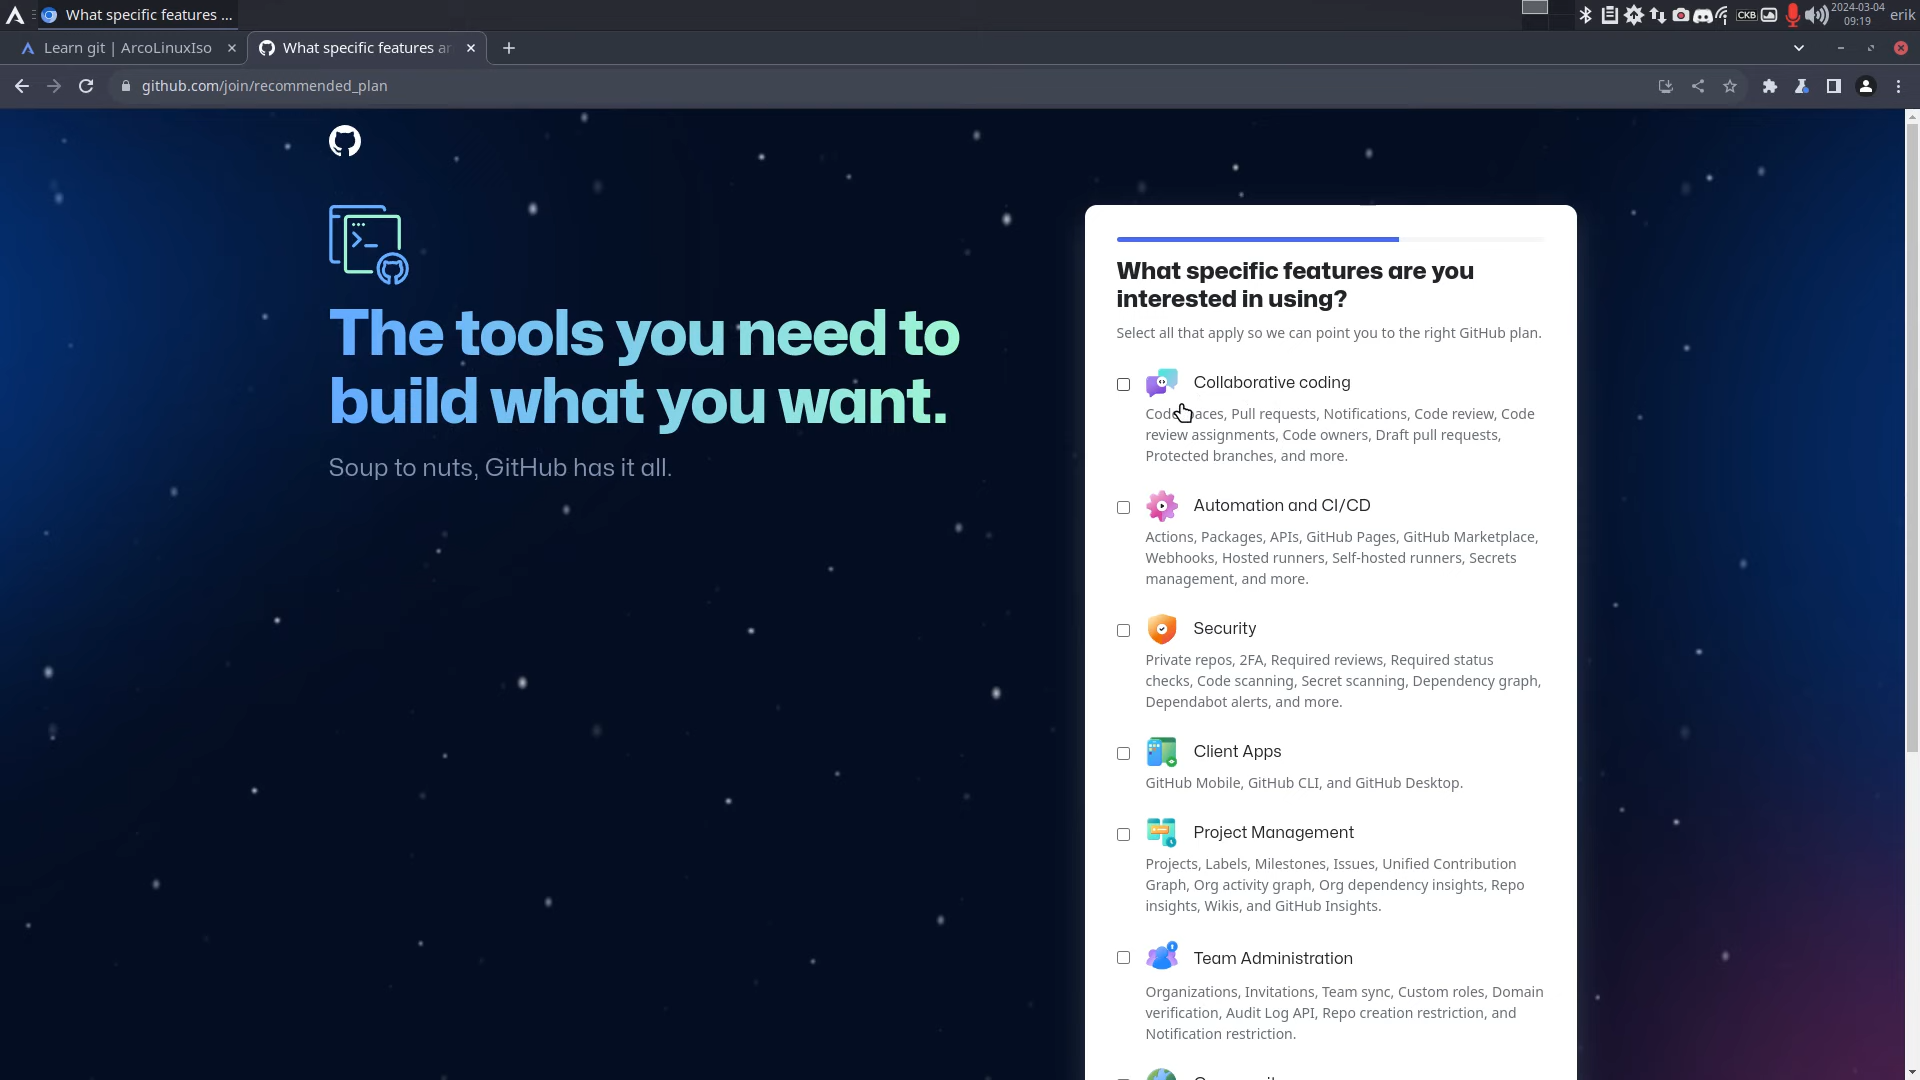 What specific features ...
CKB
2024-03-04
09:19
erik
Learn git | ArcoLinuxIso
What specific features ar
github.com/join/recommended_plan
The tools you need to
build what you want.
Soup to nuts, GitHub has it all.
What specific features are you
interested in using?
Select all that apply so we can point you to the right GitHub plan.
Collaborative coding
Pull requests, Notifications, Code review, Code
review assignments, Code owners, Draft pull requests,
Protected branches, and more.
Automation and CI/CD
Actions, Packages, APIs, GitHub Pages, GitHub Marketplace,
Webhooks, Hosted runners, Self-hosted runners, Secrets
management, and more.
Security
Private repos, 2FA, Required reviews, Required status
checks, Code scanning, Secret scanning, Dependency graph,
Dependabot alerts, and more.
Client Apps
GitHub Mobile, GitHub CLI, and GitHub Desktop.
Project Management
Projects, Labels, Milestones, Issues, Unified Contribution
Graph, Org activity graph, Org dependency insights, Repo
insights, Wikis, and GitHub Insights.
Team Administration
Organizations, Invitations, Team sync, Custom roles, Domain
verification, Audit Log API, Repo creation restriction, and
Notification restriction.